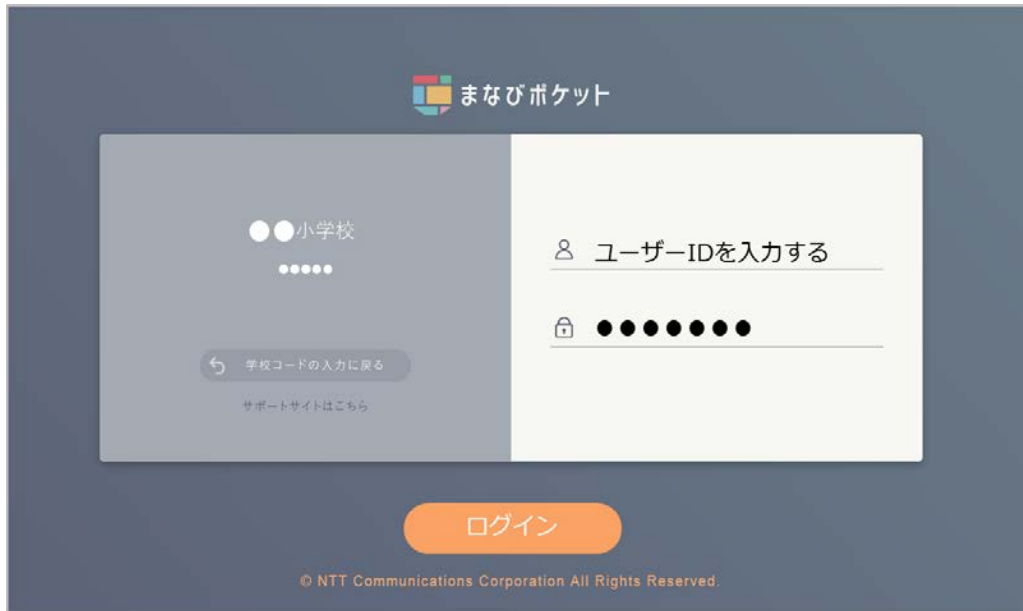 まなびポケット
●●小学校
●●●●●
学校コードの入力に戻る
サポートサイトはこちら
ユーザーIDを入力する
●●●●●●●
ログイン
© NTT Communications Corporation All Rights Reserved.